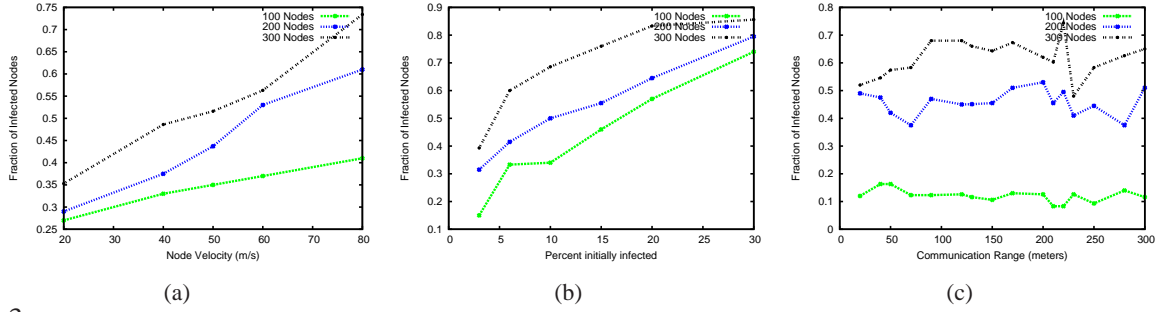 0.75
0.7
0.65
0.6
0.55
0.5
0.45
0.4
0.35
0.3
0.25
20
30
40
50
60
70
80
Fraction of Infected Nodes
Node Velocity (m/s)
100 Nodes
200 Nodes
300 Nodes
(a)
0.9
0.8
0.7
0.6
0.5
0.4
0.3
0.2
0.1
0
5
10
15
20
25
30
Fraction of Infected Nodes
Percent initially infected
100 Nodes
200 Nodes
300 Nodes
(b)
0.8
0.7
0.6
0.5
0.4
0.3
0.2
0.1
0
0
50
100
150
200
250
300
Fraction of Infected Nodes
Communication Range (meters)
100 Nodes
200 Nodes
300 Nodes
(c)